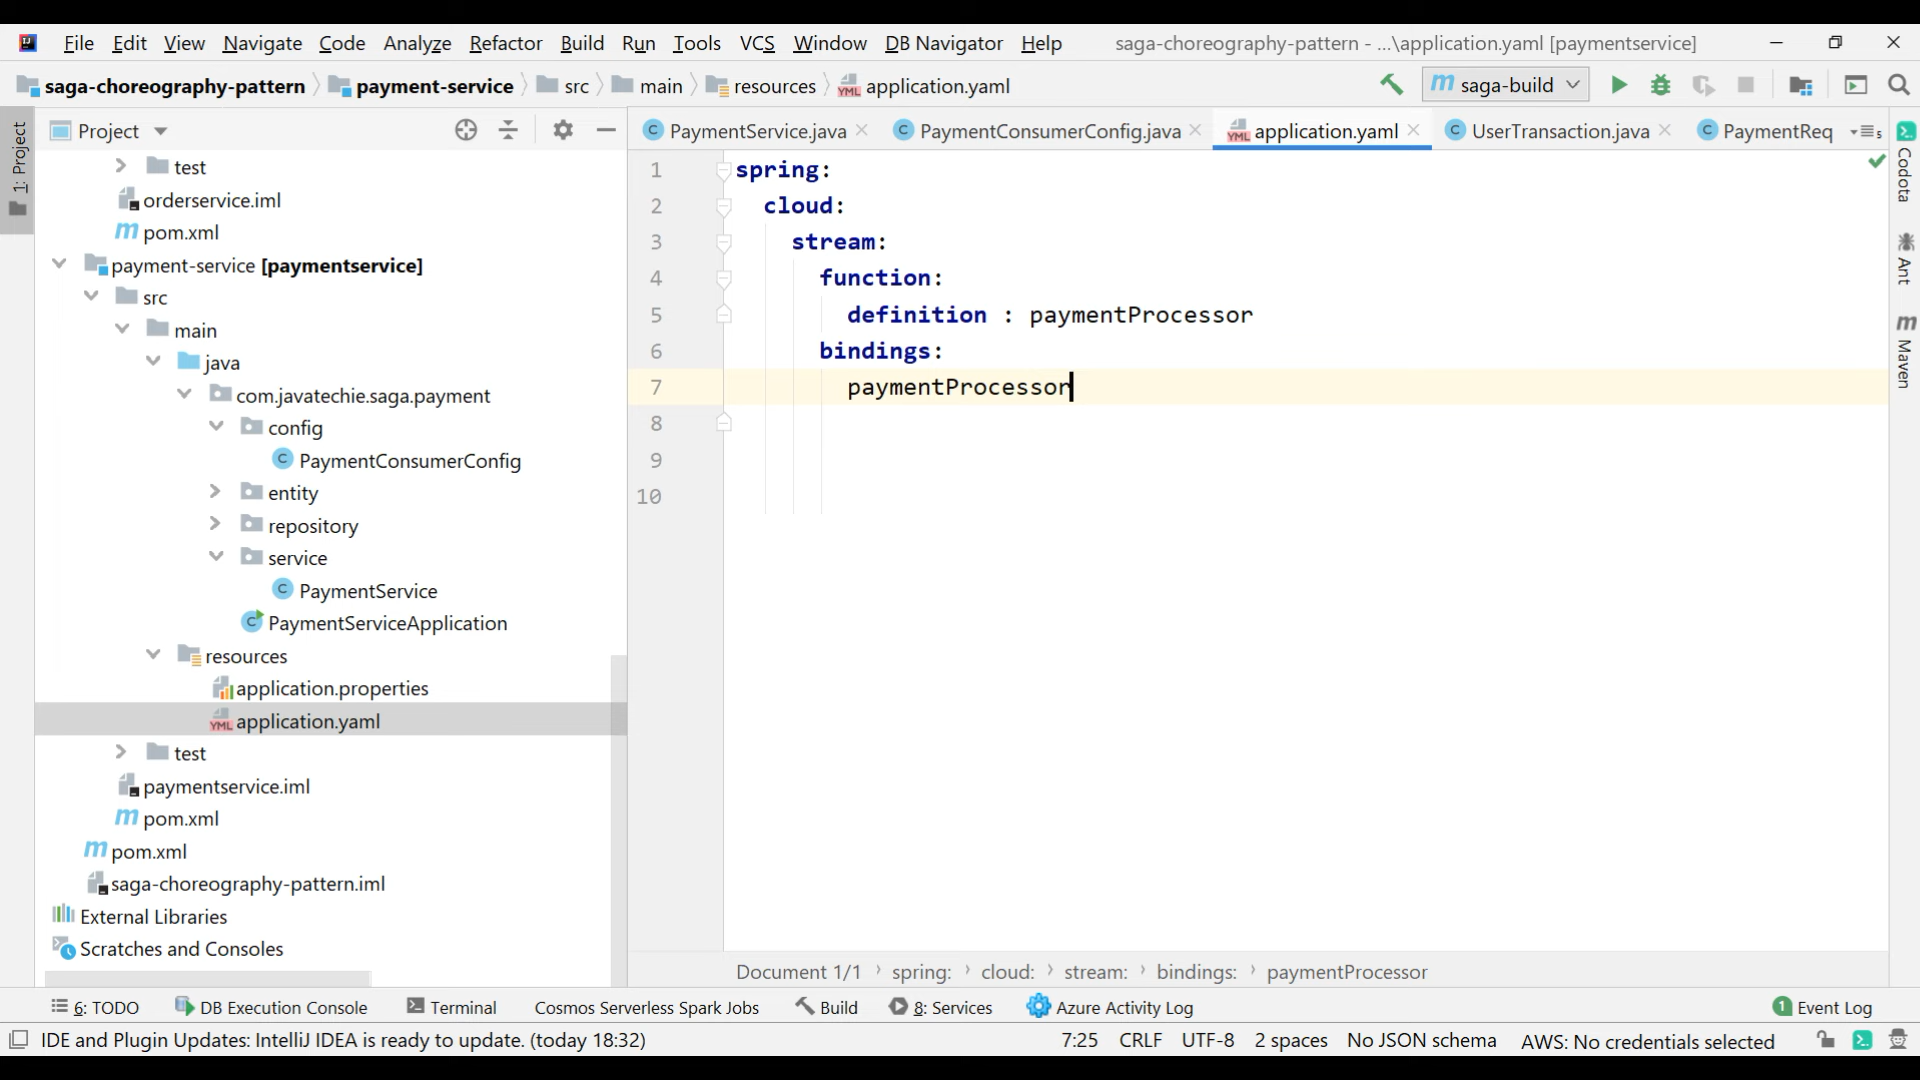 File Edit View Navigate Code Analyze Refactor Build Run Tools VCS Window DB Navigator Help saga-choreography-pattern - ...\application.yaml [paymentservice]
saga-choreography-pattern payment-service src main resources application.yaml saga-build
1: Project
Project
test
orderservice.iml
pom.xml
payment-service [paymentservice]
src
main
java
com.javatechie.saga.payment
config
PaymentConsumerConfig
entity
repository
service
PaymentService
PaymentServiceApplication
resources
application.properties
application.yaml
test
paymentservice.iml
pom.xml
pom.xml
saga-choreography-pattern.iml
External Libraries
Scratches and Consoles
PaymentService.java PaymentConsumerConfig.java application.yaml UserTransaction.java PaymentReq 5
1 spring:
2 cloud:
3 stream:
4 function:
5 definition : paymentProcessor
6 bindings:
7 paymentProcessor
8
9
10
Document 1/1 › spring: › cloud: › stream: › bindings: › paymentProcessor
Codota
Ant
Maven
6: TODO DB Execution Console Terminal Cosmos Serverless Spark Jobs Build 8: Services Azure Activity Log 1 Event Log
IDE and Plugin Updates: IntelliJ IDEA is ready to update. (today 18:32) 7:25 CRLF UTF-8 2 spaces No JSON schema AWS: No credentials selected